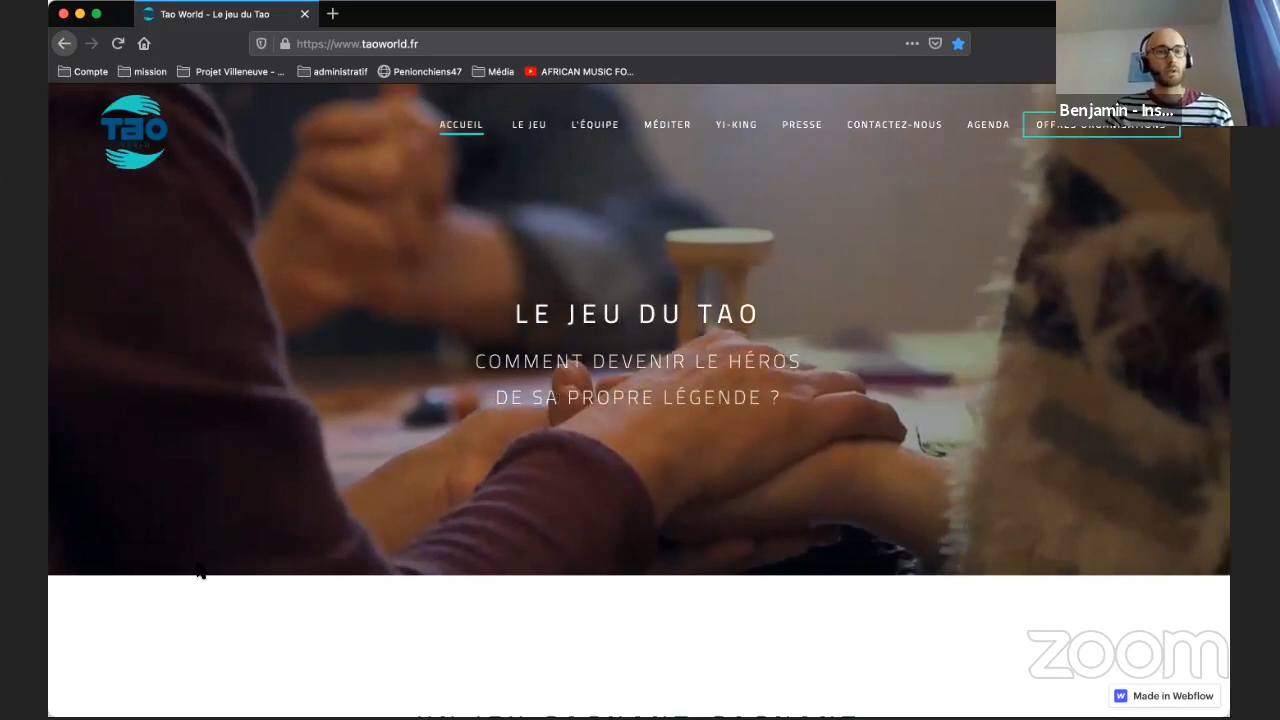 Tao World - Le jeu du Tao
https://www.taoworld.fr
Compte
mission
Projet Villeneuve - ...
administratif
Penionchiens47
Média
AFRICAN MUSIC FO...
Benjamin - Ins...
TAO
ACCUEIL
LE JEU
L'ÉQUIPE
MÉDITER
YI-KING
PRESSE
CONTACTEZ-NOUS
AGENDA
OFFRES ORGANISATIONS
LE JEU DU TAO
COMMENT DEVENIR LE HÉROS
DE SA PROPRE LÉGENDE ?
zoom
Made in Webflow